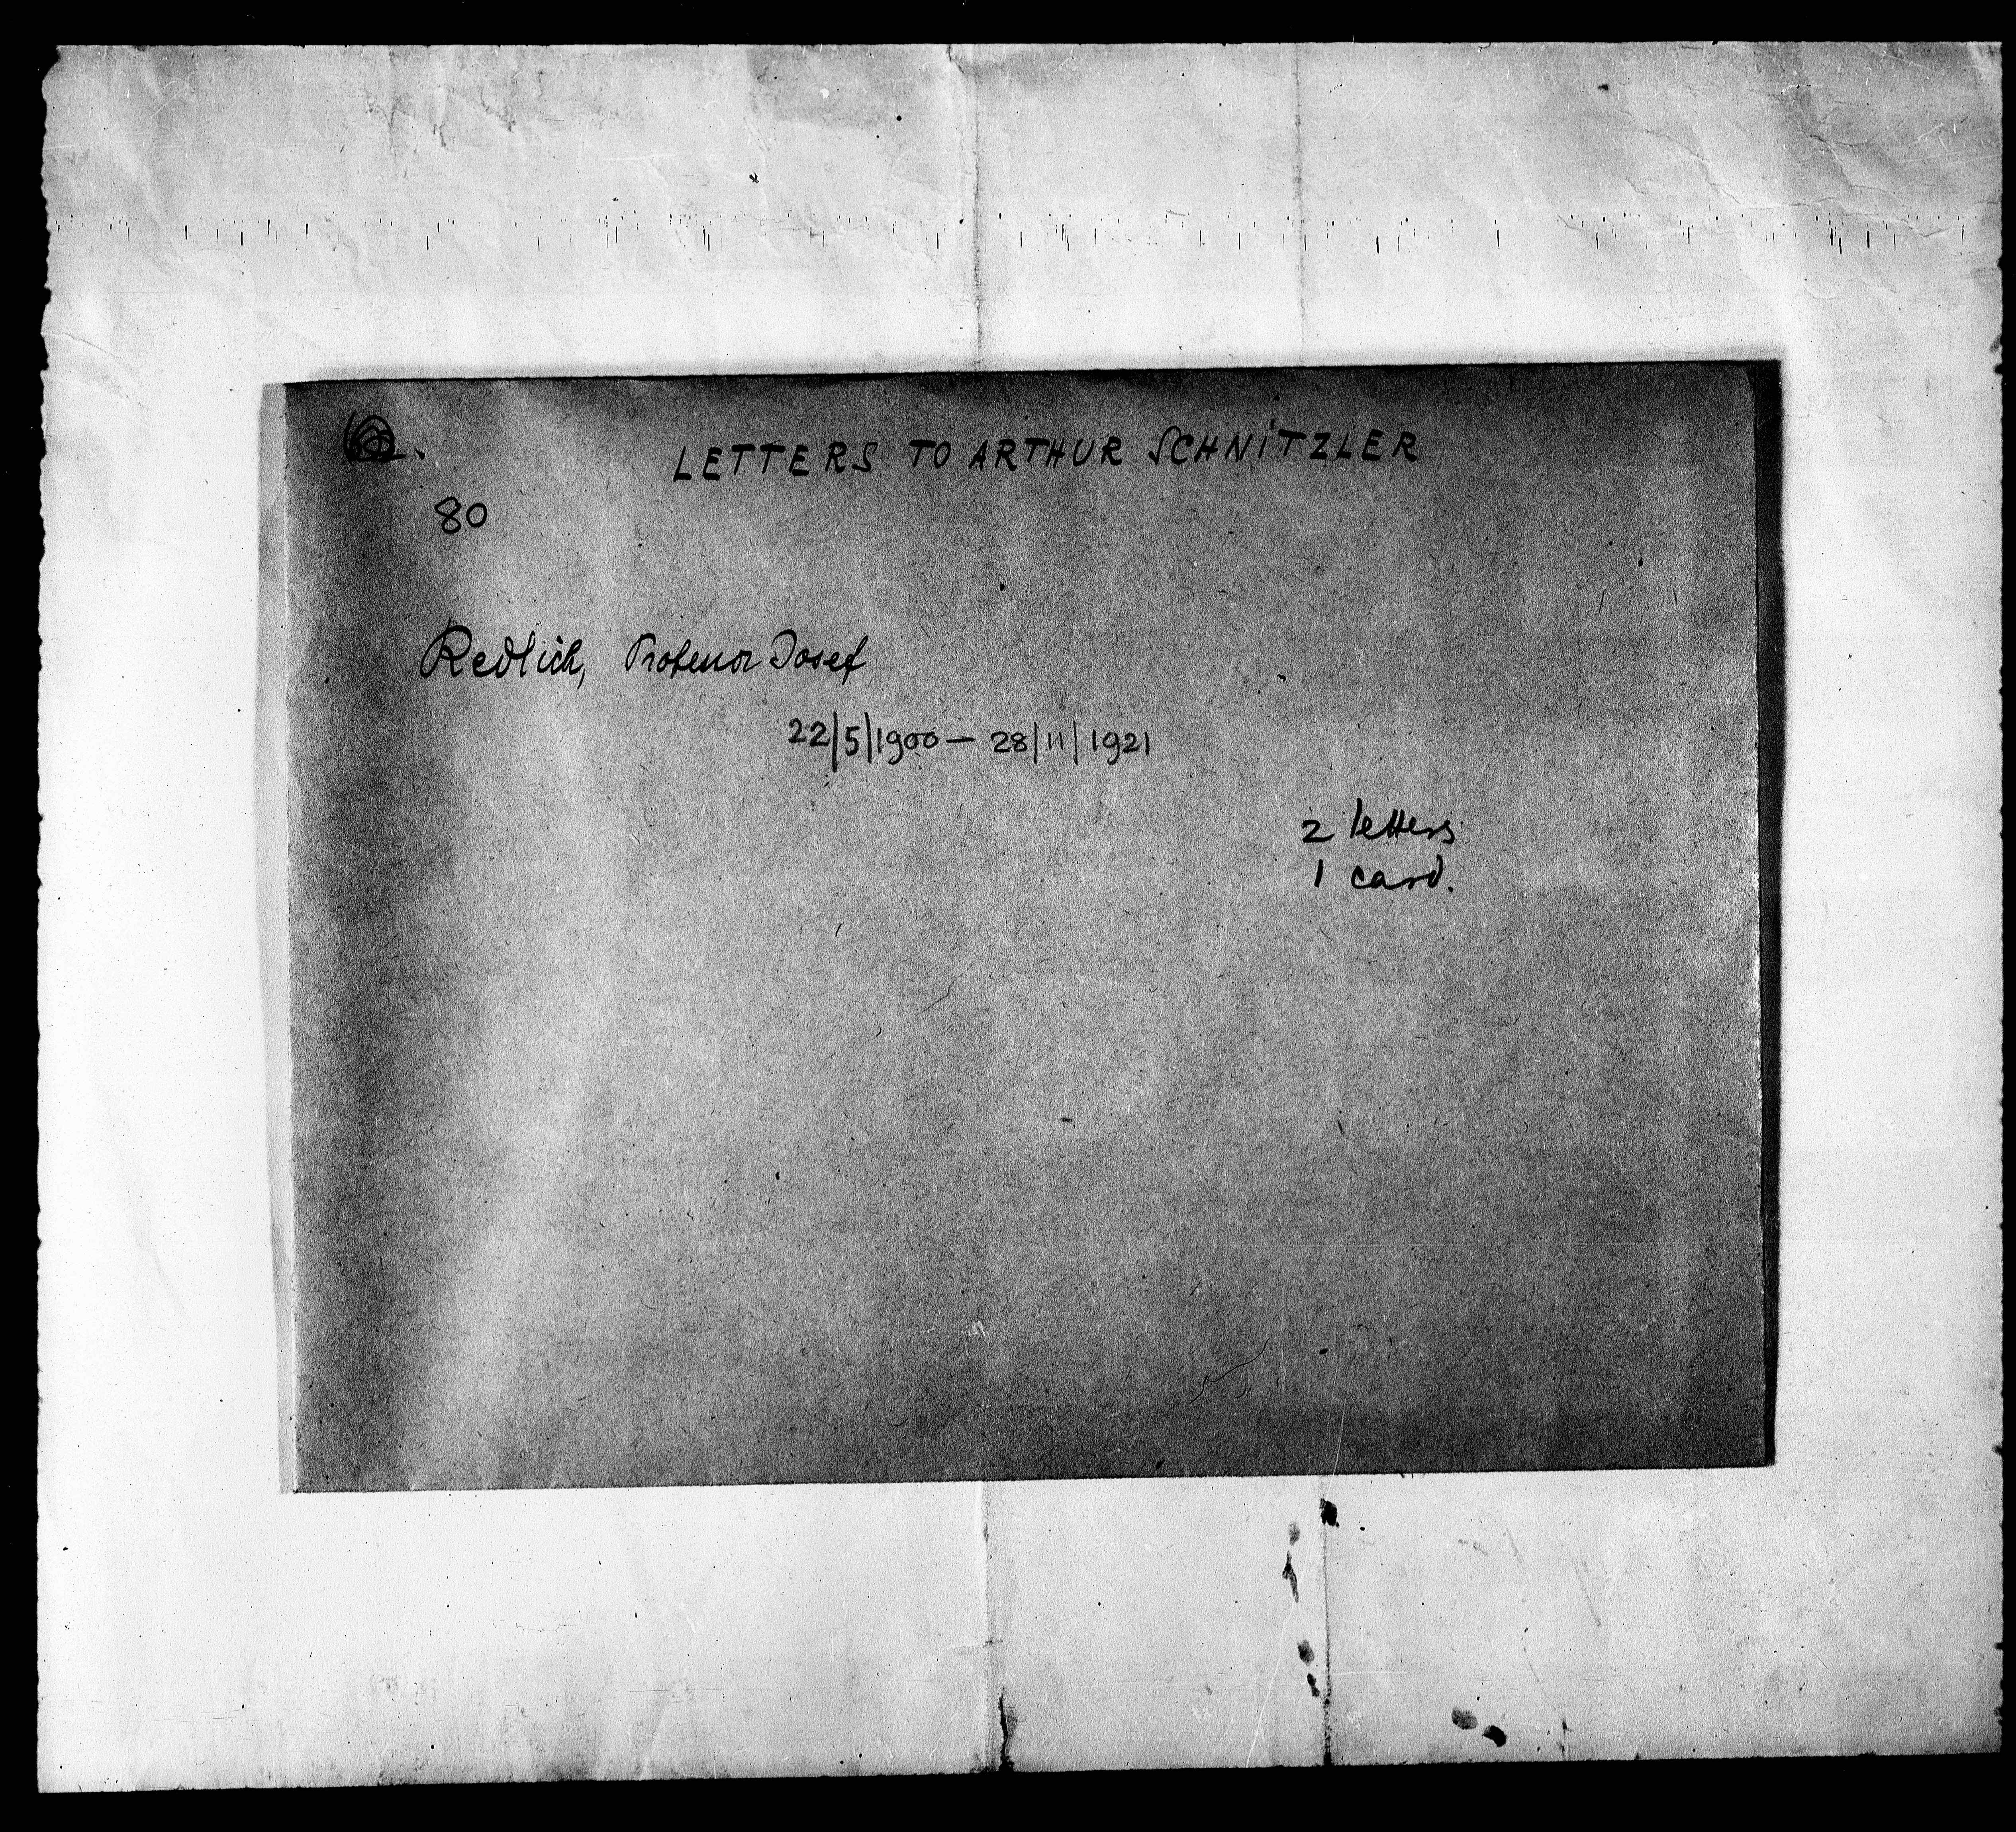 LETTERS TO ARTHUR SCHNITZLER
80
Redlich, Professor Josef
22/5/1900 — 28/11/1921
2 letters
1 card.